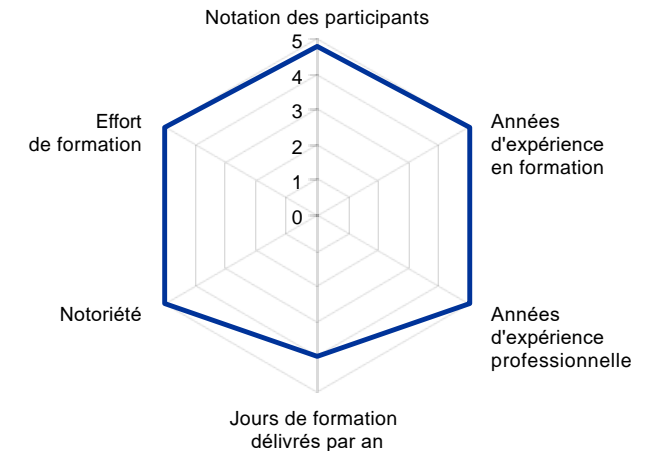 Notation des participants
5
4
3
2
1
0
Effort
de formation
Années
d'expérience
en formation
Notoriété
Années
d'expérience
professionnelle
Jours de formation
délivrés par an